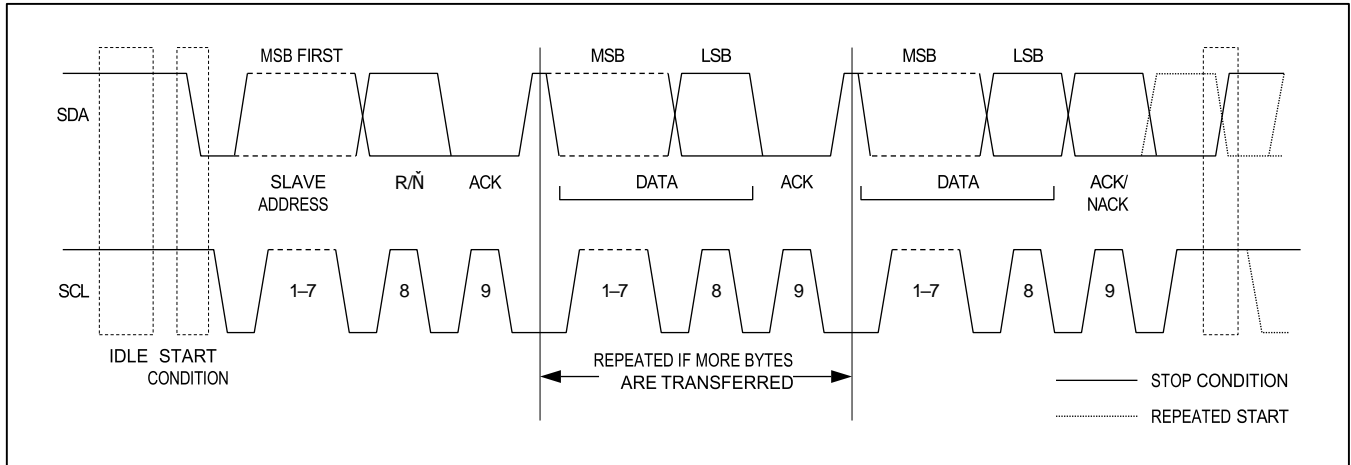 MSB FIRST
MSB
LSB
MSB
LSB
SDA
SLAVE
ADDRESS
R/Ň
ACK
DATA
ACK
DATA
ACK/
NACK
SCL
1–7
8
9
1–7
8
9
1–7
8
9
IDLE
START
CONDITION
REPEATED IF MORE BYTES
ARE TRANSFERRED
STOP CONDITION
REPEATED START